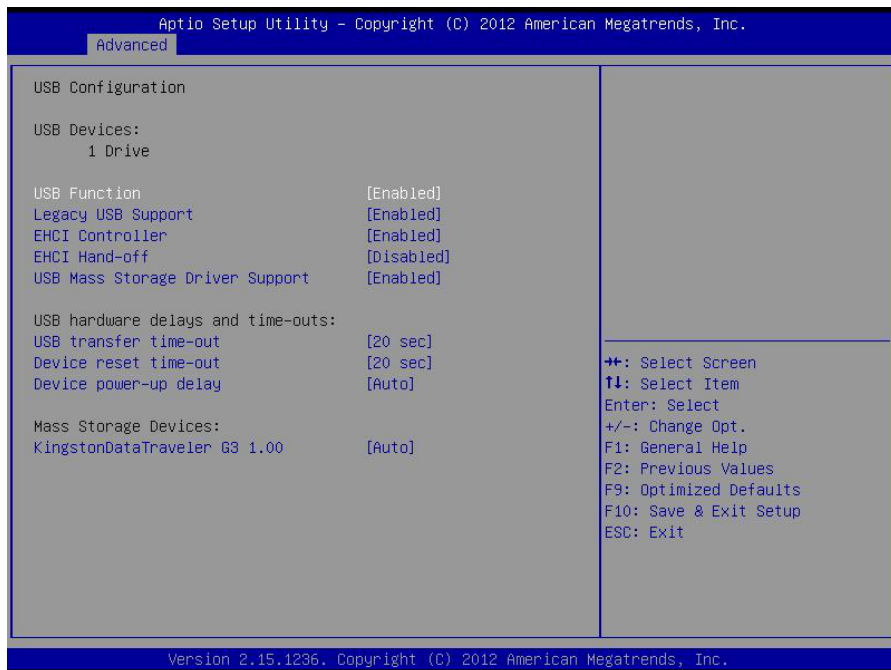 Aptio Setup Utility – Copyright (C) 2012 American Megatrends, Inc.
Advanced
USB Configuration
USB Devices:
1 Drive
USB Function [Enabled]
Legacy USB Support [Enabled]
EHCI Controller [Enabled]
EHCI Hand-off [Disabled]
USB Mass Storage Driver Support [Enabled]
USB hardware delays and time-outs:
USB transfer time-out [20 sec]
Device reset time-out [20 sec]
Device power-up delay [Auto]
Mass Storage Devices:
KingstonDataTraveler G3 1.00 [Auto]
→←: Select Screen
↑↓: Select Item
Enter: Select
+/-: Change Opt.
F1: General Help
F2: Previous Values
F9: Optimized Defaults
F10: Save & Exit Setup
ESC: Exit
Version 2.15.1236. Copyright (C) 2012 American Megatrends, Inc.